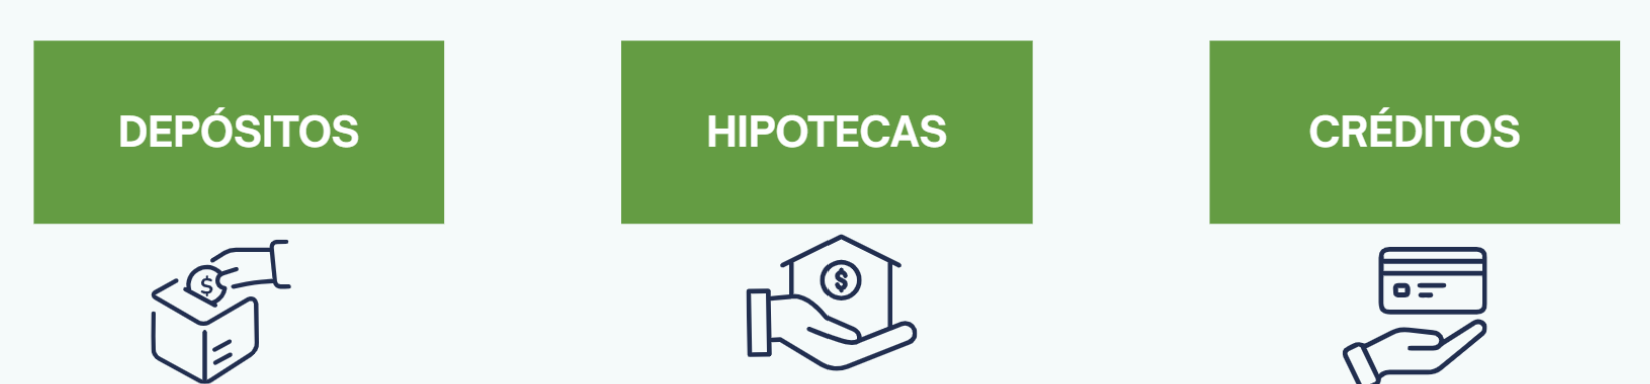 DEPÓSITOS
HIPOTECAS
CRÉDITOS
$
$